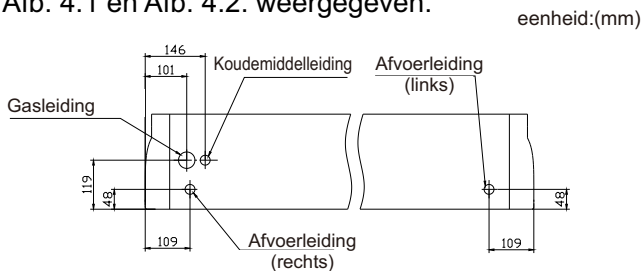 Afb. 4.1 en Afb. 4.2. weergegeven.
eenheid:(mm)
146
101
Koudemiddelleiding
Afvoerleiding
(links)
Gasleiding
119
48
48
109
Afvoerleiding
(rechts)
109